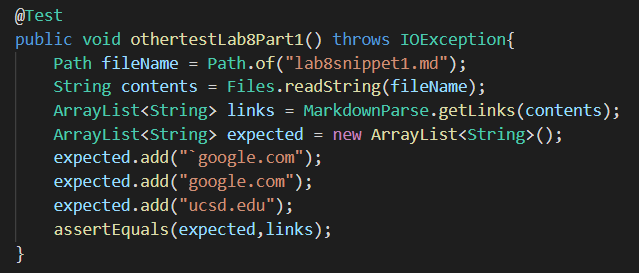 @Test
public void othertestLab8Part1() throws IOException{
Path fileName = Path.of("lab8snippet1.md");
String contents = Files.readString(fileName);
ArrayList<String> links = MarkdownParse.getLinks(contents);
ArrayList<String> expected = new ArrayList<String>();
expected.add("`google.com");
expected.add("google.com");
expected.add("ucsd.edu");
assertEquals(expected,links);
}